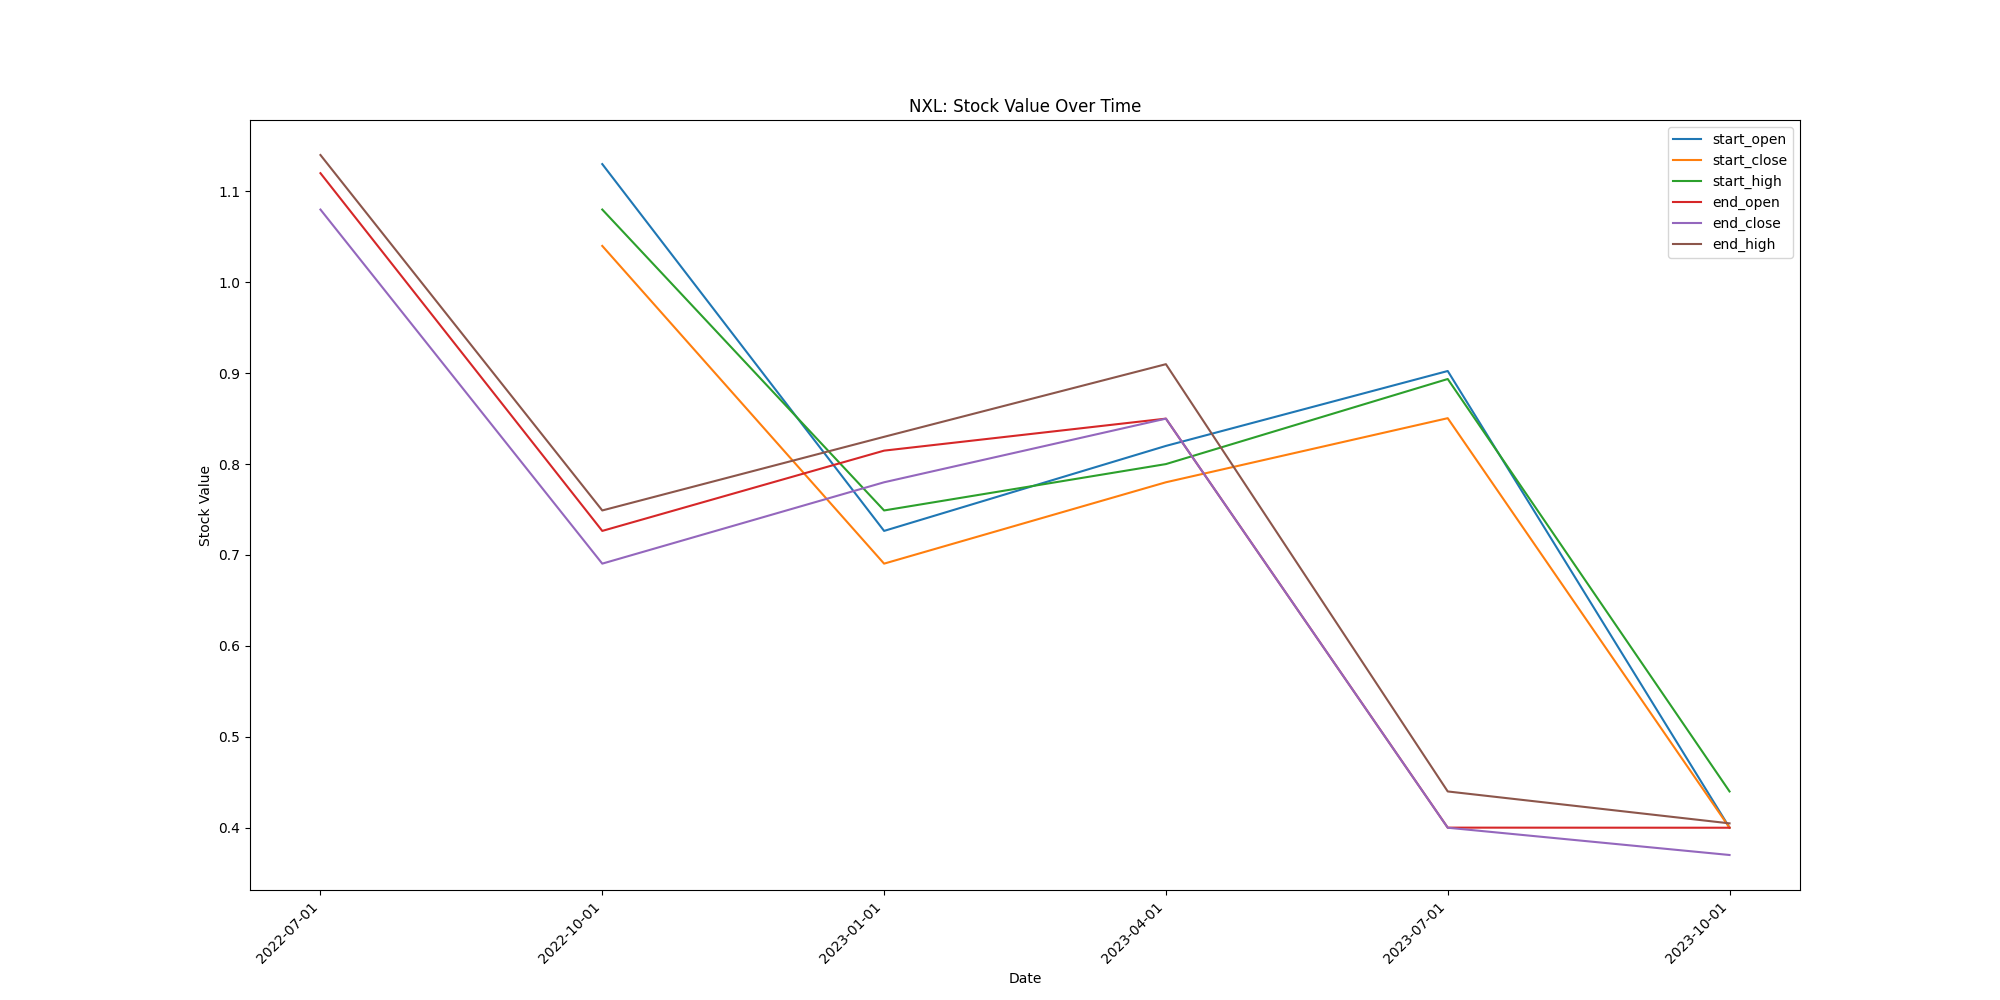 NXL: Stock Value Over Time
start_open
start_close
start_high
end_open
end_close
end_high
Stock Value
1.1
1.0
0.9
0.8
0.7
0.6
0.5
0.4
2022-07-01
2022-10-01
2023-01-01
2023-04-01
2023-07-01
2023-10-01
Date